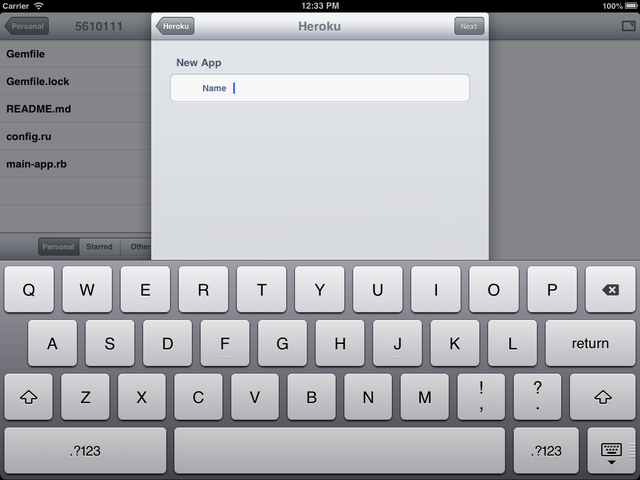 Carrier 12:33 PM 100%
Personal 5610111 Heroku Heroku Next
Gemfile
Gemfile.lock
README.md
config.ru
main-app.rb
New App
Name
Personal Starred Other
Q W E R T Y U I O P
A S D F G H J K L return
Z X C V B N M ! , ? .
.?123 .?123